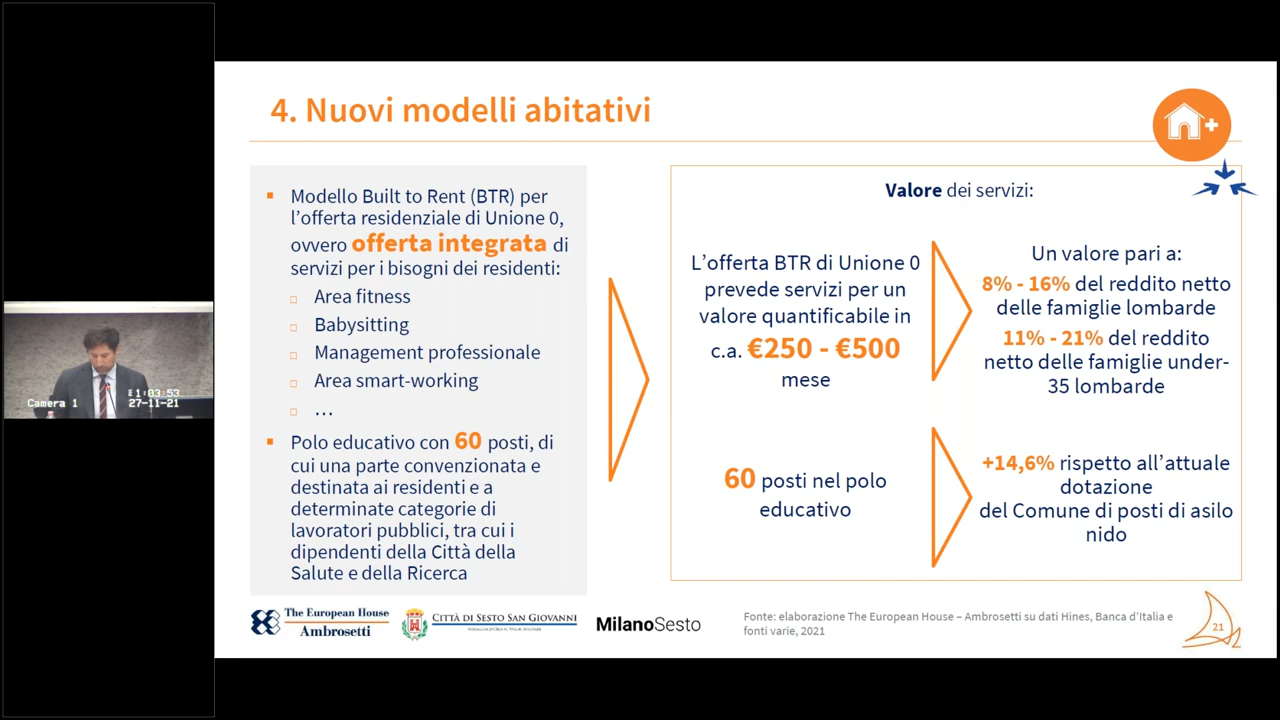 4. Nuovi modelli abitativi
Modello Built to Rent (BTR) per
l'offerta residenziale di Unione 0,
ovvero offerta integrata di
servizi per i bisogni dei residenti:
Area fitness
Babysitting
Management professionale
Area smart-working
…
Polo educativo con 60 posti, di
cui una parte convenzionata e
destinata ai residenti e a
determinate categorie di
lavoratori pubblici, tra cui i
dipendenti della Città della
Salute e della Ricerca
Valore dei servizi:
L'offerta BTR di Unione 0
prevede servizi per un
valore quantificabile in
c.a. €250 - €500
mese
Un valore pari a:
8% - 16% del reddito netto
delle famiglie lombarde
11% - 21% del reddito
netto delle famiglie under-
35 lombarde
60 posti nel polo
educativo
+14,6% rispetto all'attuale
dotazione
del Comune di posti di asilo
nido
The European House
Ambrosetti
CITTÀ DI SESTO SAN GIOVANNI
MilanoSesto
Fonte: elaborazione The European House – Ambrosetti su dati Hines, Banca d'Italia e
fonti varie, 2021
21
Camera 1
1:03:53
27-11-21